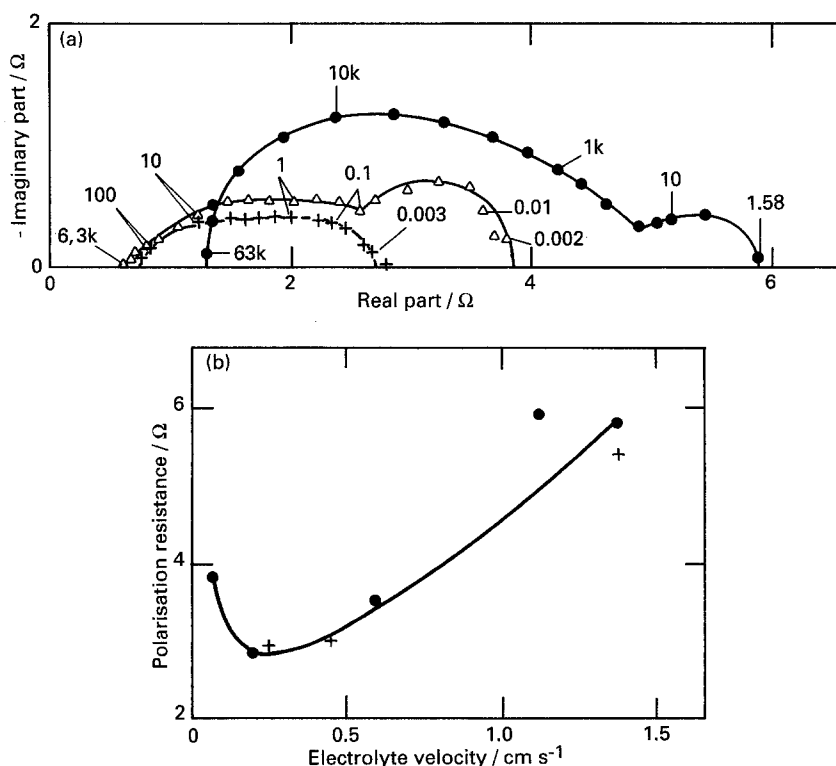 (a)
2
- Imaginary part / Ω
0
10k
1k
10
1.58
10
1
0.1
100
0.003
0.01
0.002
6,3k
63k
0
2
4
6
Real part / Ω
(b)
Polarisation resistance / Ω
6
4
2
0
0.5
1.0
1.5
Electrolyte velocity / cm s⁻¹